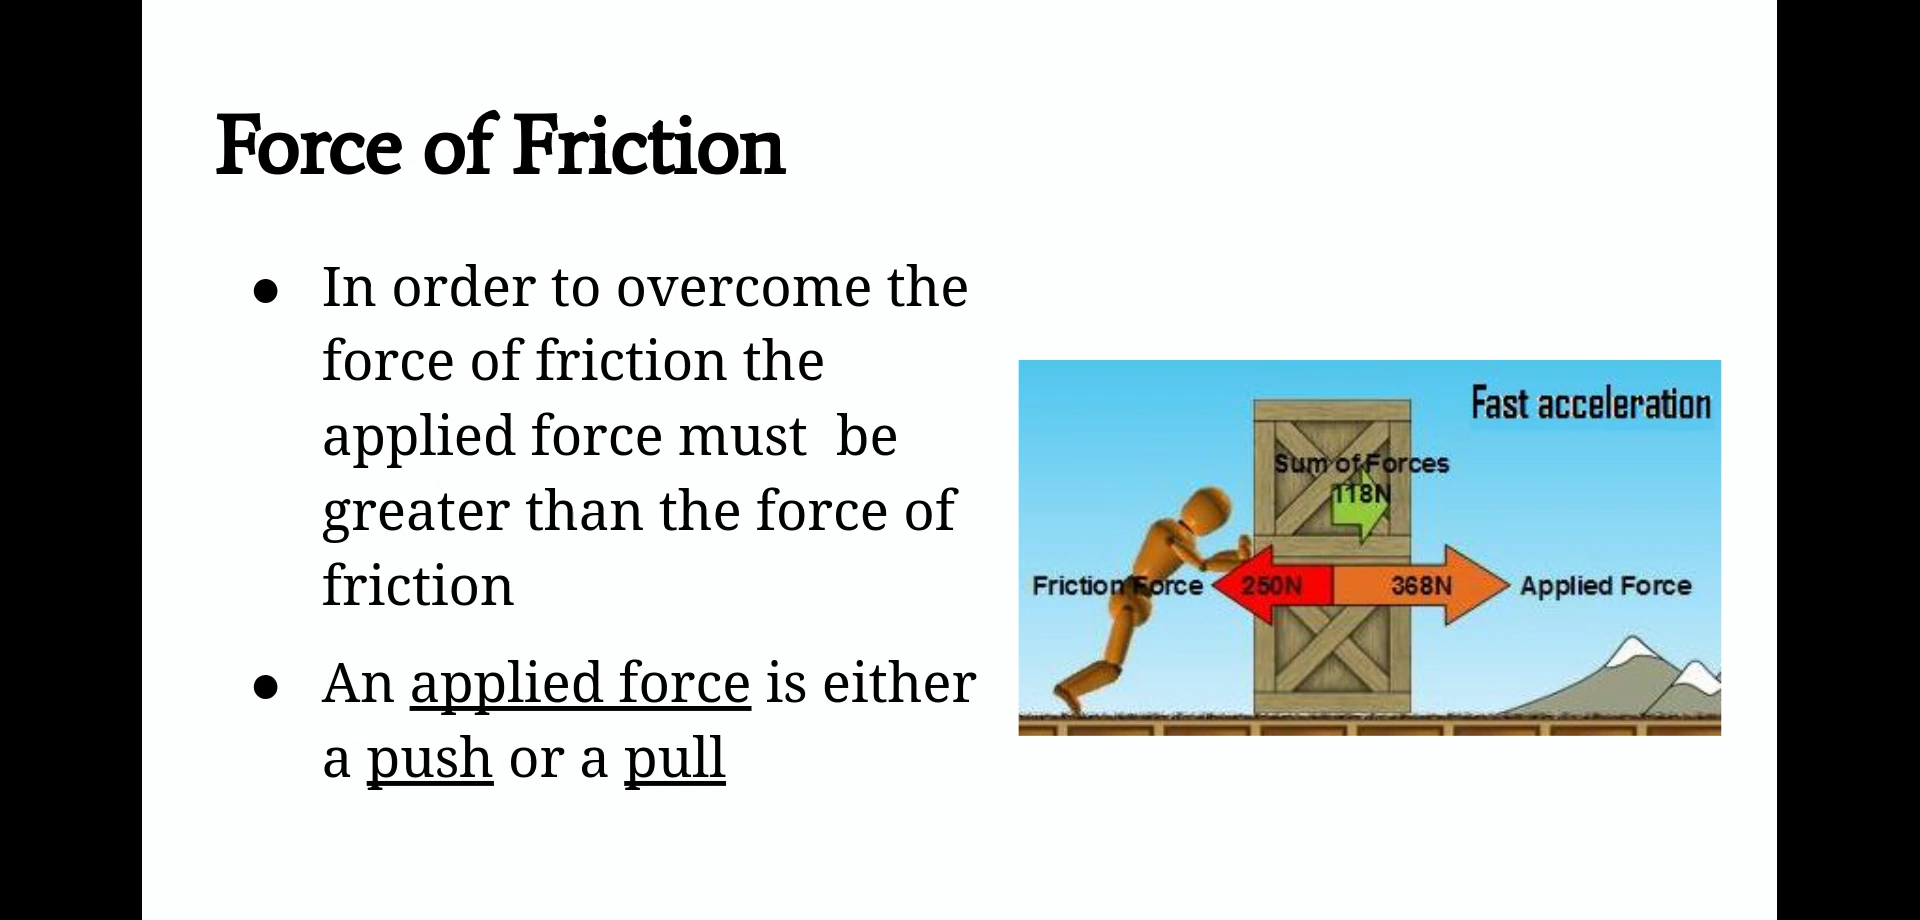 Force of Friction
● In order to overcome the
force of friction the
applied force must  be
greater than the force of
friction
● An applied force is either
a push or a pull
Fast acceleration
Sum of Forces
118N
Friction Force
250N
368N
Applied Force